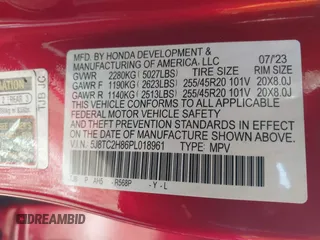 MFD. BY HONDA DEVELOPMENT &
MANUFACTURING OF AMERICA, LLC 07/23
GVWR 2280KG (5027LBS) TIRE SIZE RIM SIZE
GAWR F 1190KG (2623LBS) 255/45R20 101V 20X8.0J
GAWR R 1140KG (2513LBS) 255/45R20 101V 20X8.0J
THIS VEHICLE CONFORMS TO ALL APPLICABLE
FEDERAL MOTOR VEHICLE SAFETY AND
THEFT PREVENTION STANDARDS IN EFFECT ON
THE DATE OF MANUFACTURE SHOWN ABOVE.
V.I.N. 5J8TC2H86PL018961 TYPE: MPV
R568P -Y-L
TJB JC
© DREAMBID